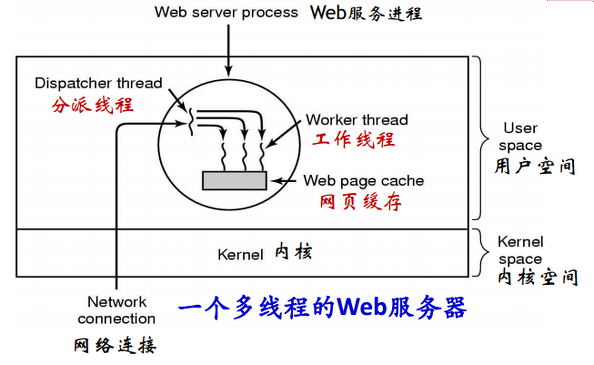 Web server process Web服务进程
Dispatcher thread
分派线程
Worker thread
工作线程
Web page cache
网页缓存
User
space
用户空间
Kernel 内核
Kernel
space
内核空间
Network
connection
网络连接
一个多线程的Web服务器